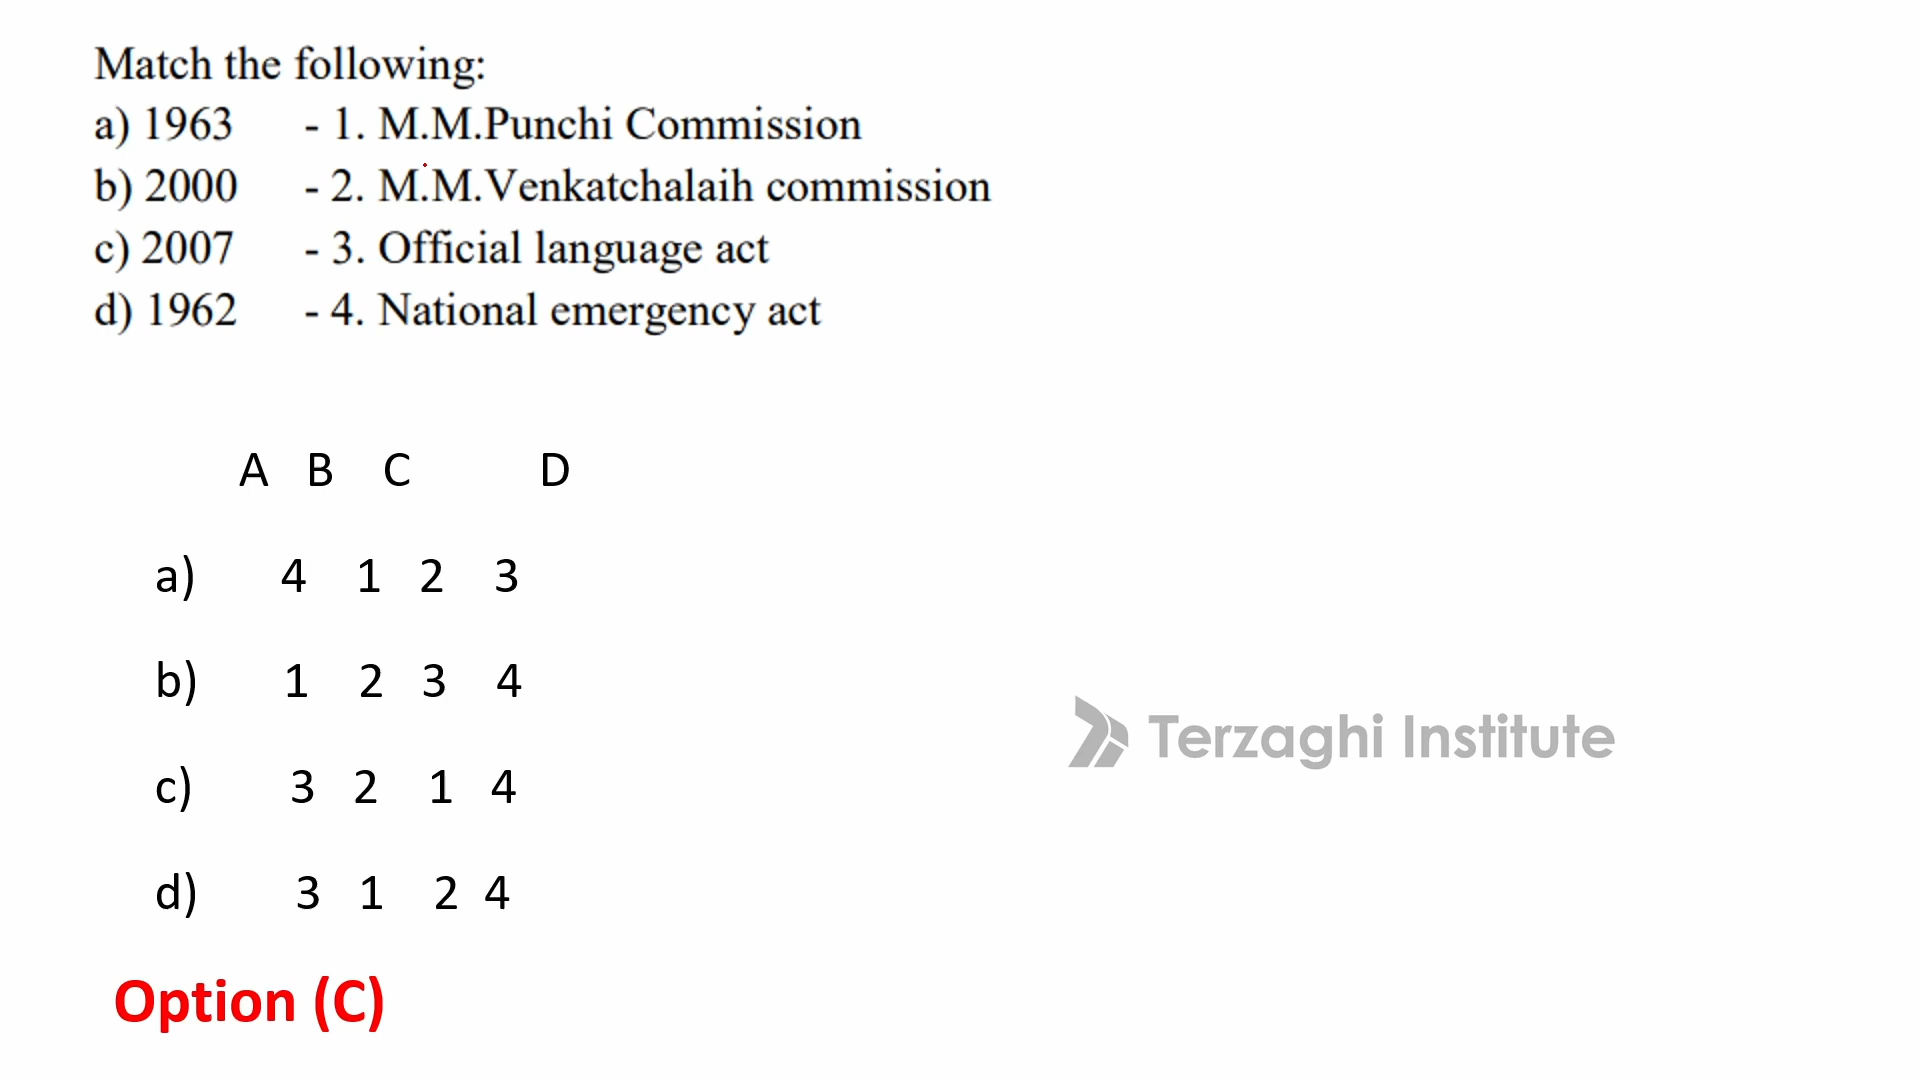 Match the following:
a) 1963 - 1. M.M.Punchi Commission
b) 2000 - 2. M.M.Venkatchalaih commission
c) 2007 - 3. Official language act
d) 1962 - 4. National emergency act
A B C D
a) 4 1 2 3
b) 1 2 3 4
Terzaghi Institute
c) 3 2 1 4
d) 3 1 2 4
Option (C)